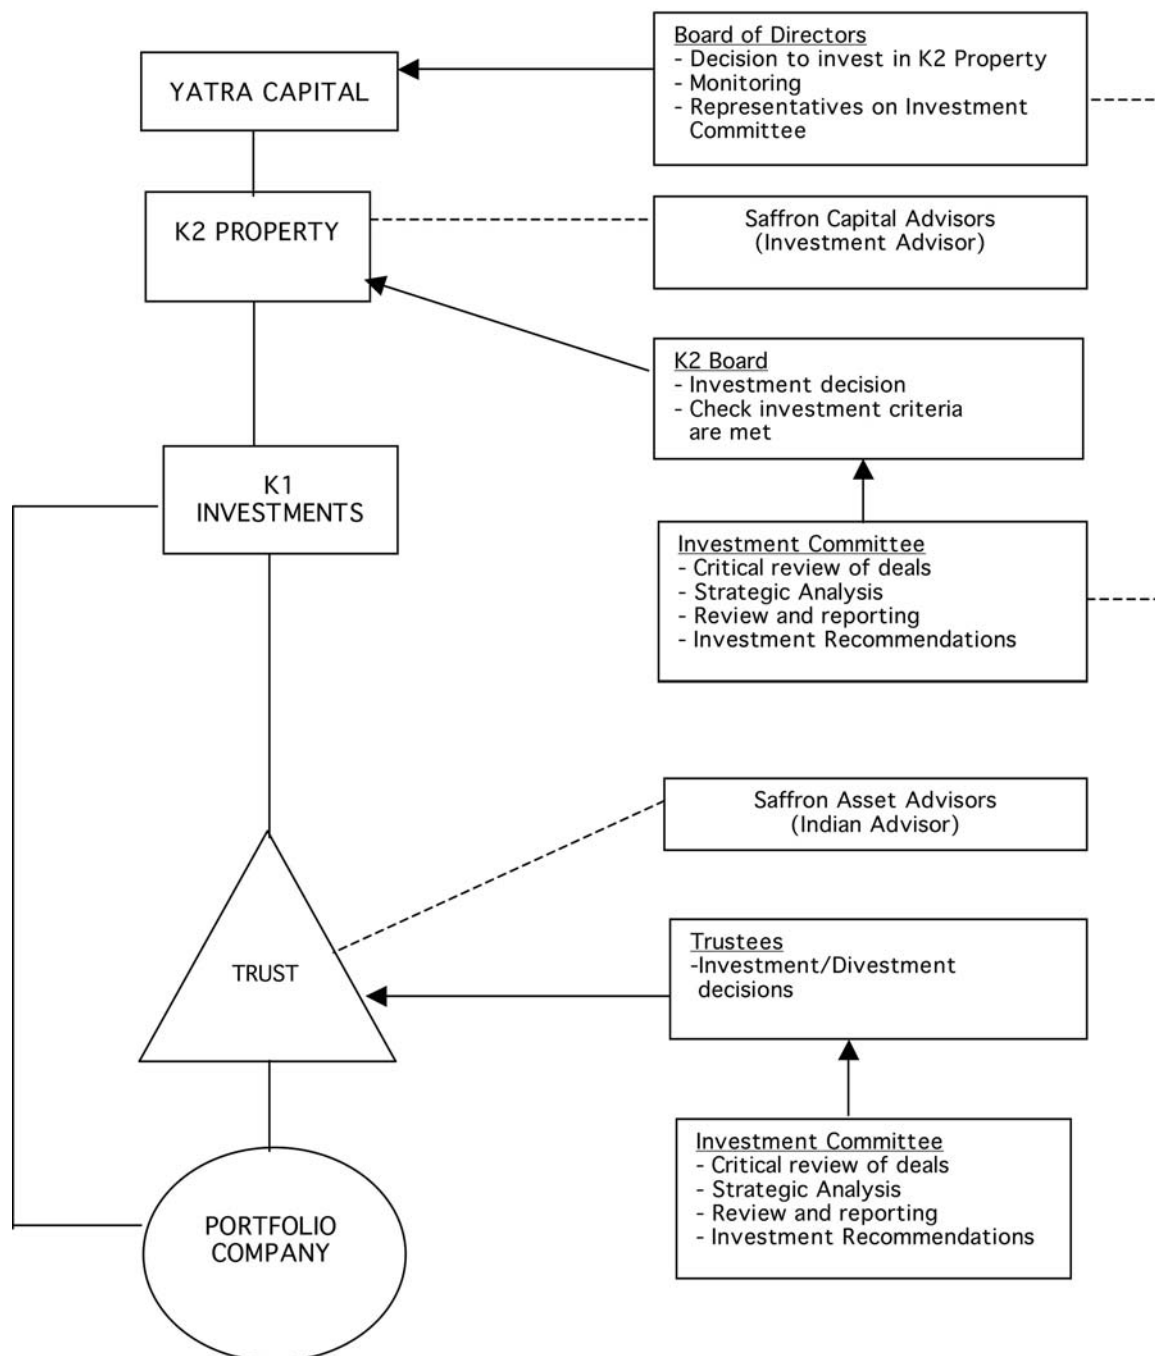 YATRA CAPITAL
Board of Directors
- Decision to invest in K2 Property
- Monitoring
- Representatives on Investment
Committee
K2 PROPERTY
Saffron Capital Advisors
(Investment Advisor)
K2 Board
- Investment decision
- Check investment criteria
are met
K1
INVESTMENTS
Investment Committee
- Critical review of deals
- Strategic Analysis
- Review and reporting
- Investment Recommendations
Saffron Asset Advisors
(Indian Advisor)
TRUST
Trustees
-Investment/Divestment
decisions
Investment Committee
- Critical review of deals
- Strategic Analysis
- Review and reporting
- Investment Recommendations
PORTFOLIO
COMPANY